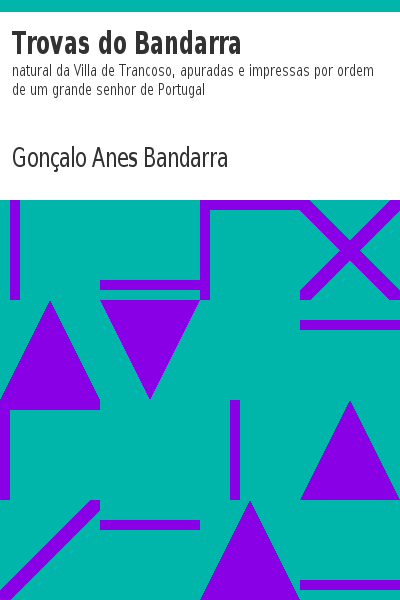 Trovas do Bandarra
natural da Villa de Trancoso, apuradas e impressas por ordem
de um grande senhor de Portugal
Gonçalo Anes Bandarra